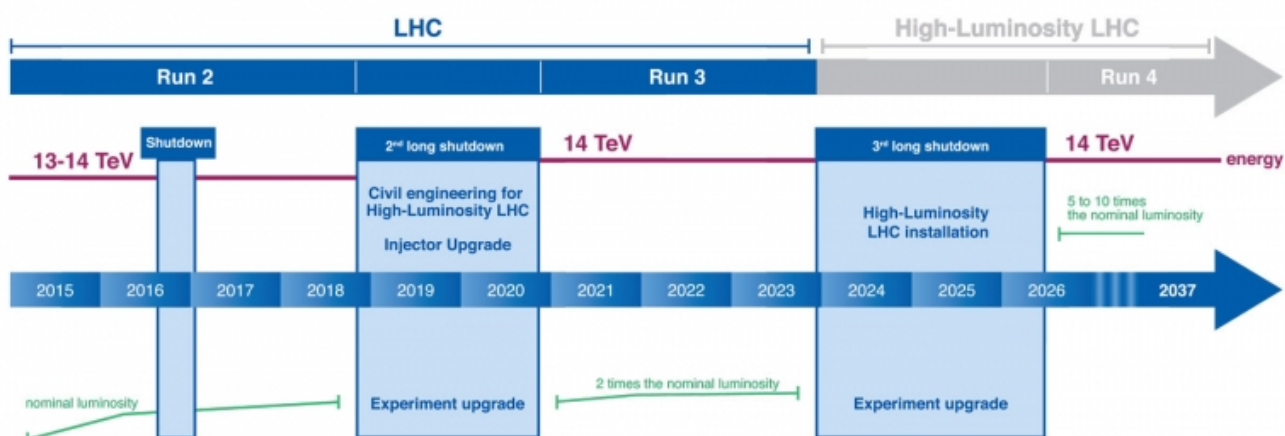 LHC
High-Luminosity LHC
Run 2
Run 3
Run 4
Shutdown
2nd long shutdown
14 TeV
3rd long shutdown
14 TeV
13-14 TeV
energy
Civil engineering for
High-Luminosity LHC
Injector Upgrade
High-Luminosity
LHC installation
5 to 10 times
the nominal luminosity
2015 2016 2017 2018 2019 2020 2021 2022 2023 2024 2025 2026 2037
nominal luminosity
Experiment upgrade
2 times the nominal luminosity
Experiment upgrade